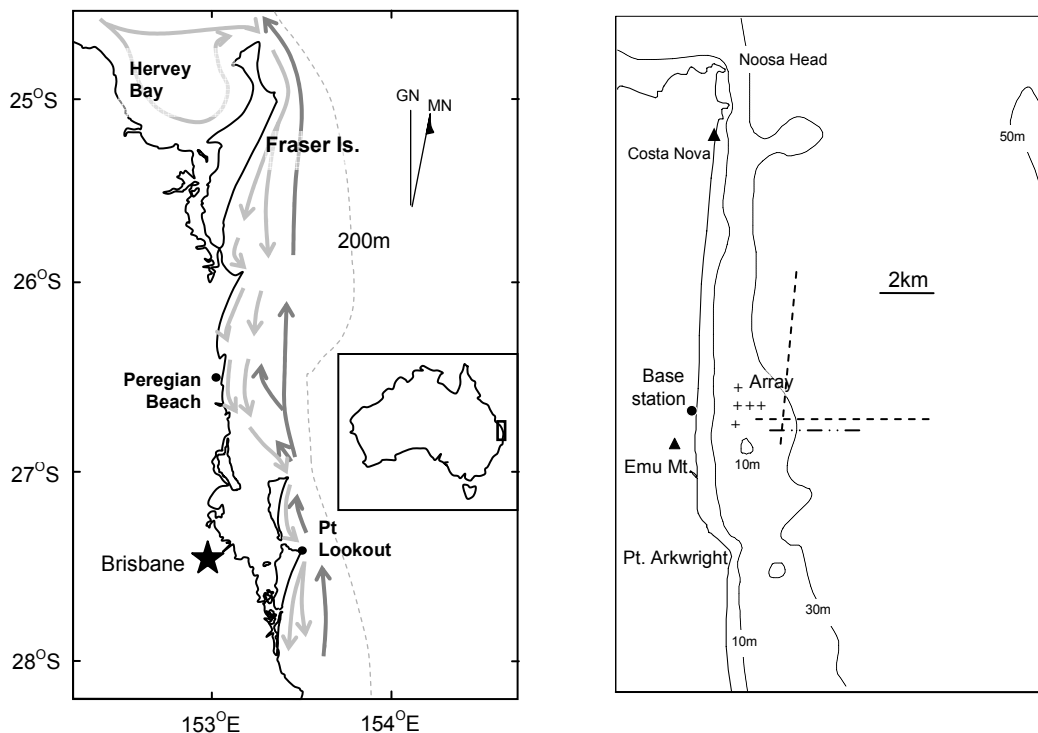 Hervey
Bay
25°S
GN
MN
Fraser Is.
200m
26°S
Peregian
Beach
27°S
Pt
Lookout
Brisbane
28°S
153°E
154°E
Noosa Head
50m
Costa Nova
2km
Base
station
Array
+
+++
+
Emu Mt.
10m
Pt. Arkwright
30m
10m